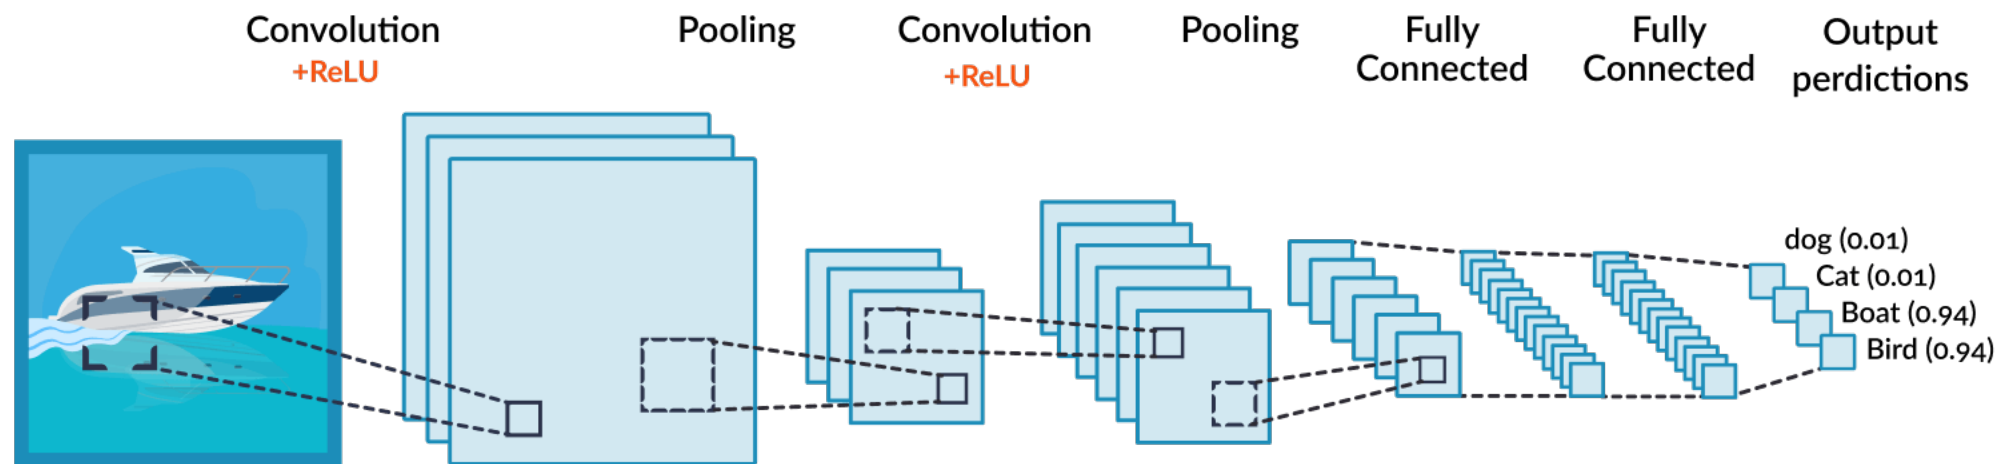 Convolution
+ReLU
Pooling
Convolution
+ReLU
Pooling
Fully
Connected
Fully
Connected
Output
perdictions
dog (0.01)
Cat (0.01)
Boat (0.94)
Bird (0.94)